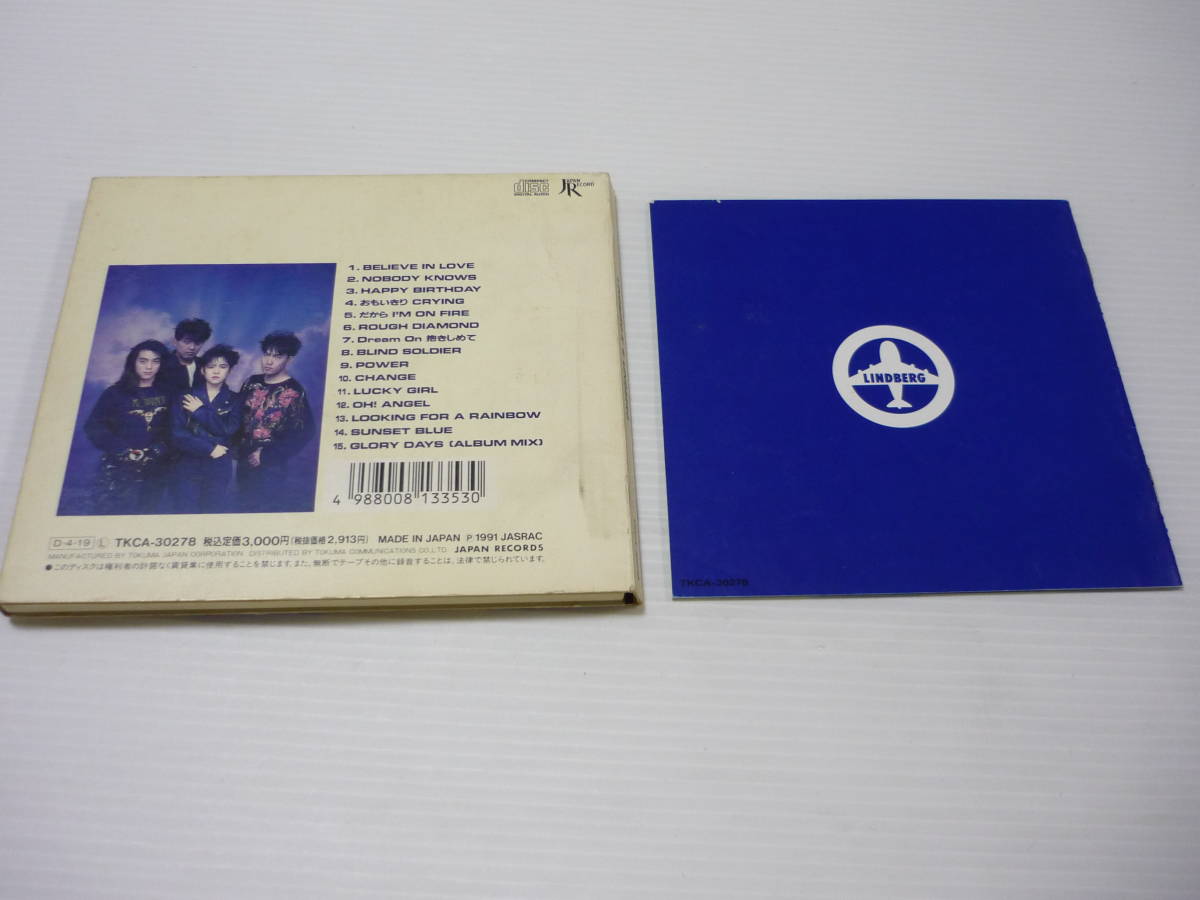 COMPACT
disc
DIGITAL AUDIO
JAPAN
RECORD
1. BELIEVE IN LOVE
2. NOBODY KNOWS
3. HAPPY BIRTHDAY
4. おもいきり CRYING
5. だから I'M ON FIRE
6. ROUGH DIAMOND
7. Dream On 抱きしめて
8. BLIND SOLDIER
9. POWER
10. CHANGE
11. LUCKY GIRL
12. OH! ANGEL
13. LOOKING FOR A RAINBOW
14. SUNSET BLUE
15. GLORY DAYS (ALBUM MIX)
4 988008 133530
D-4-19 Ⓛ TKCA-30278 税込定価3,000円(税抜価格2,913円) MADE IN JAPAN Ⓟ1991 JASRAC
MANUFACTURED BY TOKUMA JAPAN CORPORATION DISTRIBUTED BY TOKUMA COMMUNICATIONS CO., LTD. JAPAN RECORDS
●このディスクは権利者の許諾なく賃貸業に使用することを禁じます。また、無断でテープその他に録音することは、法律で禁じられています。
LINDBERG
TKCA-30278